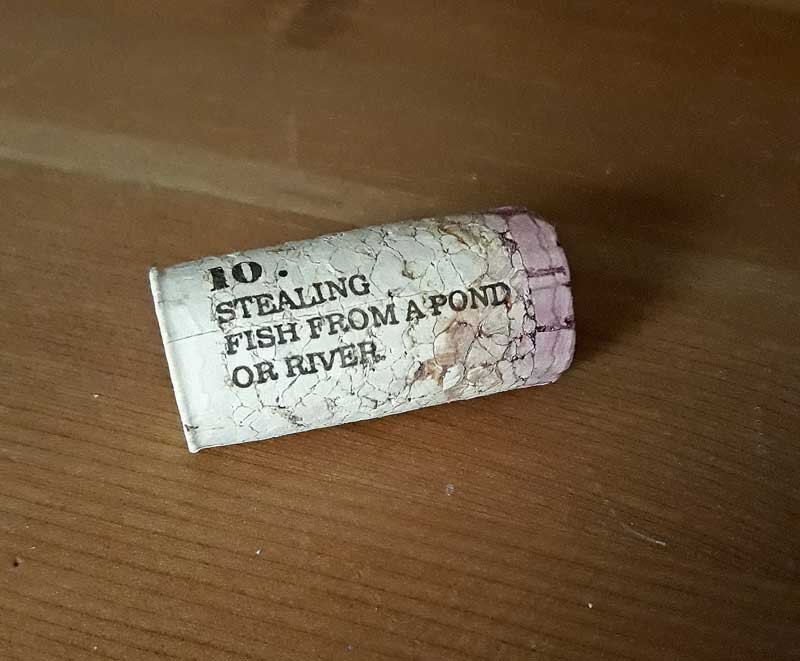 10.
STEALING
FISH FROM A POND
OR RIVER.